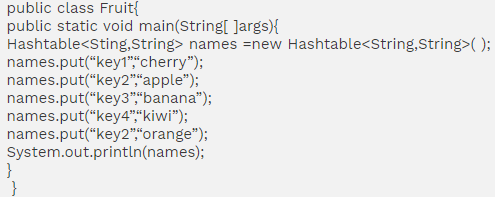 public class Fruit{
public static void main(String[ ]args){
Hashtable<Sting,String> names =new Hashtable<String,String>( );
names.put(“key1”,“cherry”);
names.put(“key2”,“apple”);
names.put(“key3”,“banana”);
names.put(“key4”,“kiwi”);
names.put(“key2”,“orange”);
System.out.println(names);
}
}